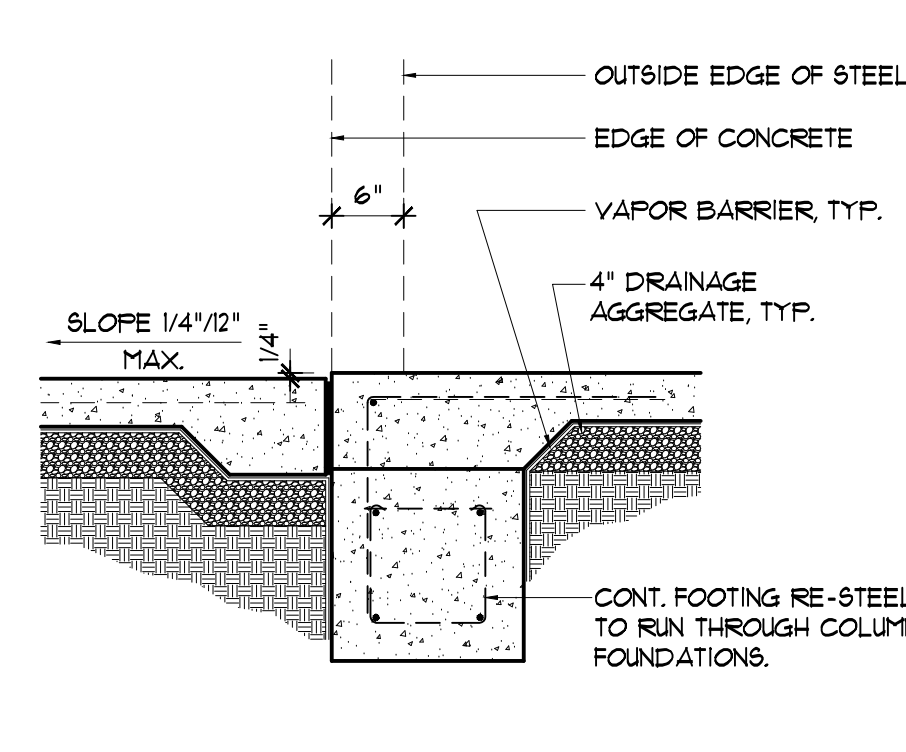 OUTSIDE EDGE OF STEEL
EDGE OF CONCRETE
6"
VAPOR BARRIER, TYP.
4" DRAINAGE
AGGREGATE, TYP.
SLOPE 1/4"/12"
MAX.
1/4"
CONT. FOOTING RE-STEEL
TO RUN THROUGH
FOUNDATIONS.